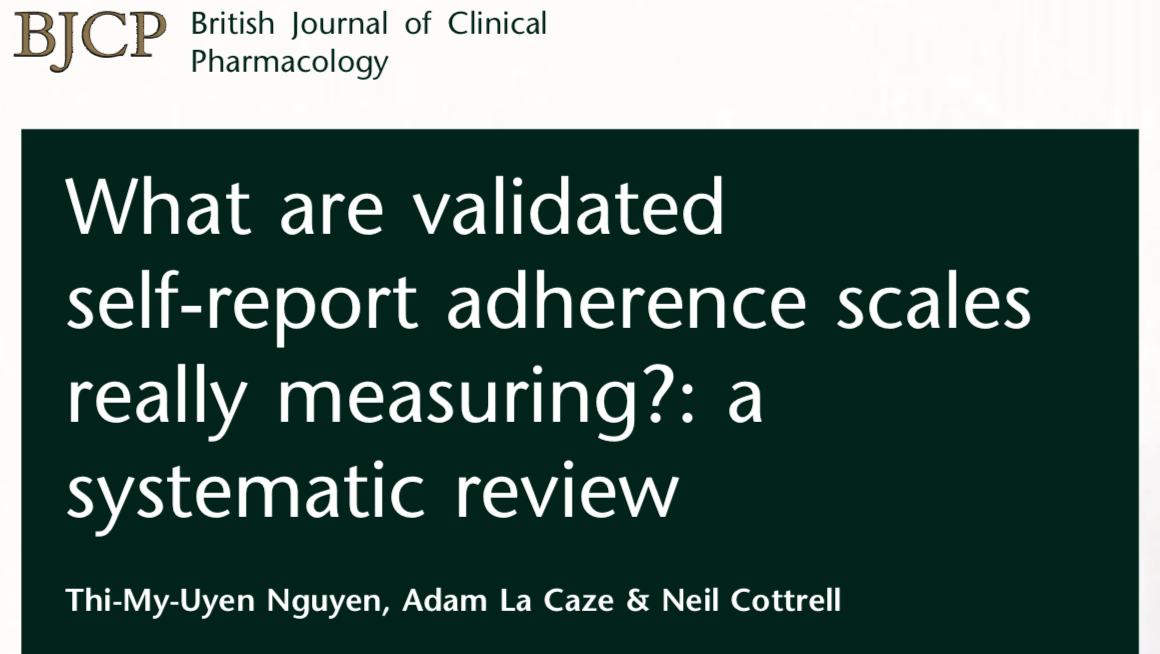 BJCP
British Journal of Clinical
Pharmacology
What are validated
self-report adherence scales
really measuring?: a
systematic review
Thi-My-Uyen Nguyen, Adam La Caze & Neil Cottrell